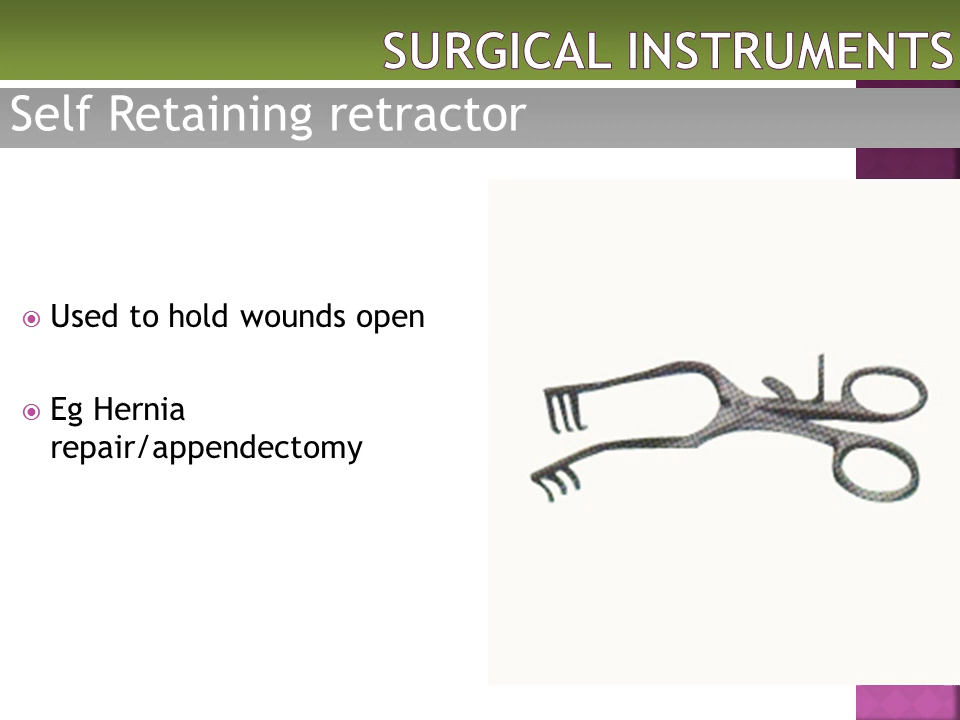 SURGICAL INSTRUMENTS
Self Retaining retractor
Used to hold wounds open
Eg Hernia
repair/appendectomy